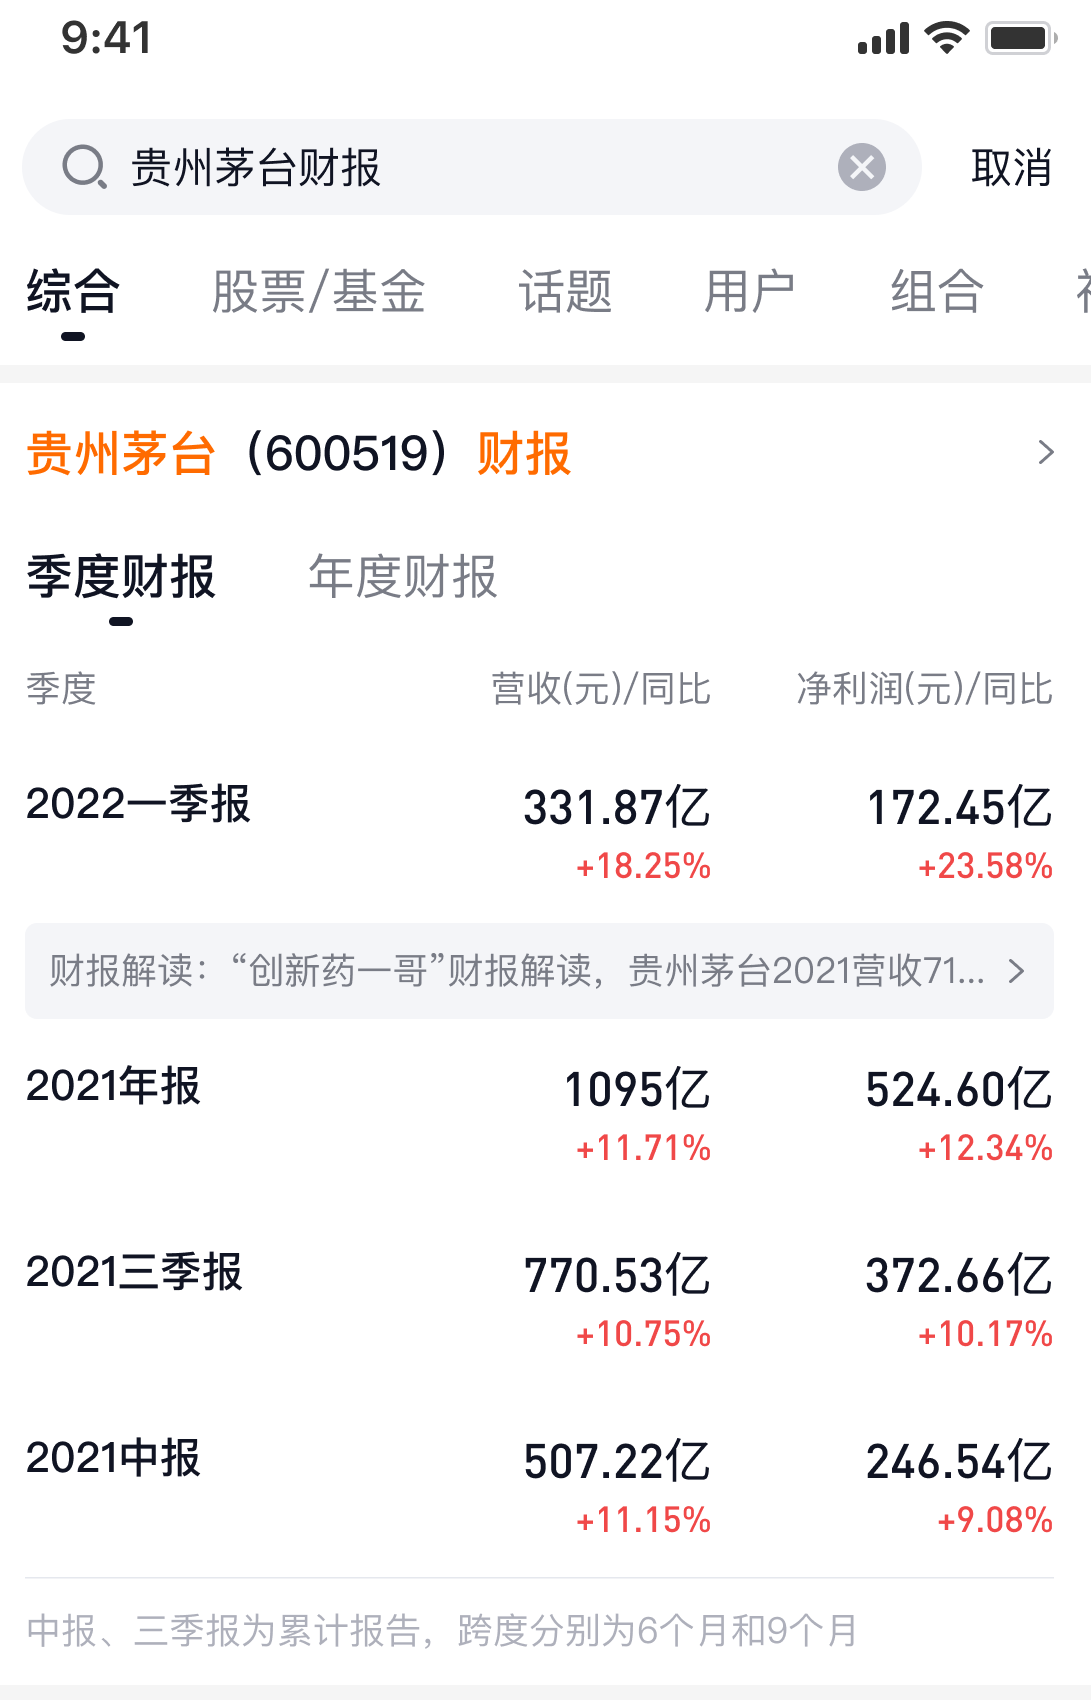 9:41
贵州茅台财报
取消
综合 股票/基金 话题 用户 组合
贵州茅台（600519）财报
季度财报 年度财报
季度 营收(元)/同比 净利润(元)/同比
2022一季报 331.87亿 172.45亿
+18.25% +23.58%
财报解读：“创新药一哥”财报解读，贵州茅台2021营收71...
2021年报 1095亿 524.60亿
+11.71% +12.34%
2021三季报 770.53亿 372.66亿
+10.75% +10.17%
2021中报 507.22亿 246.54亿
+11.15% +9.08%
中报、三季报为累计报告，跨度分别为6个月和9个月